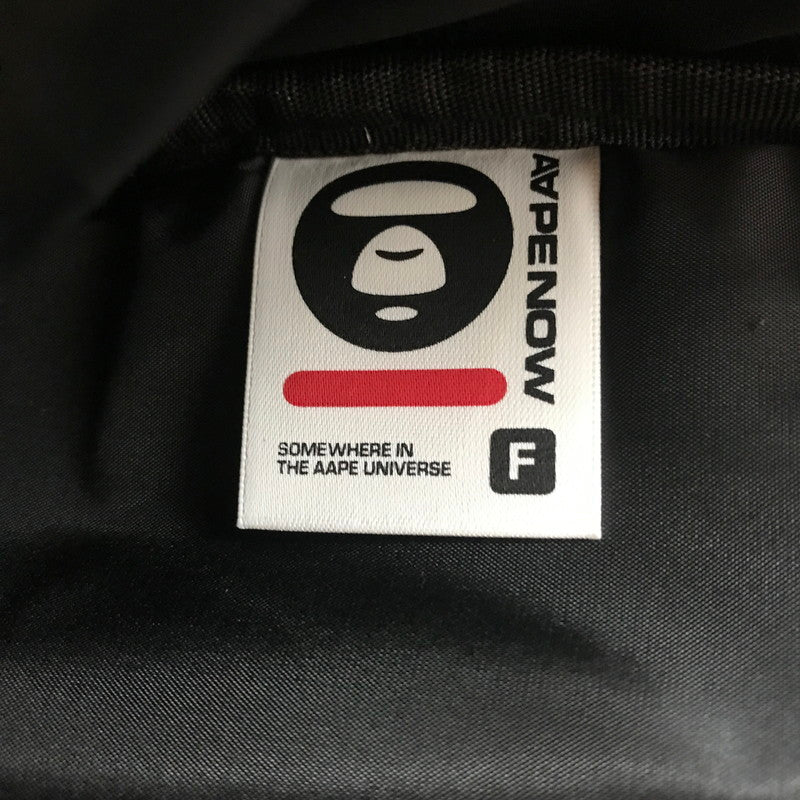 AAPE NOW
SOMEWHERE IN
THE AAPE UNIVERSE
F